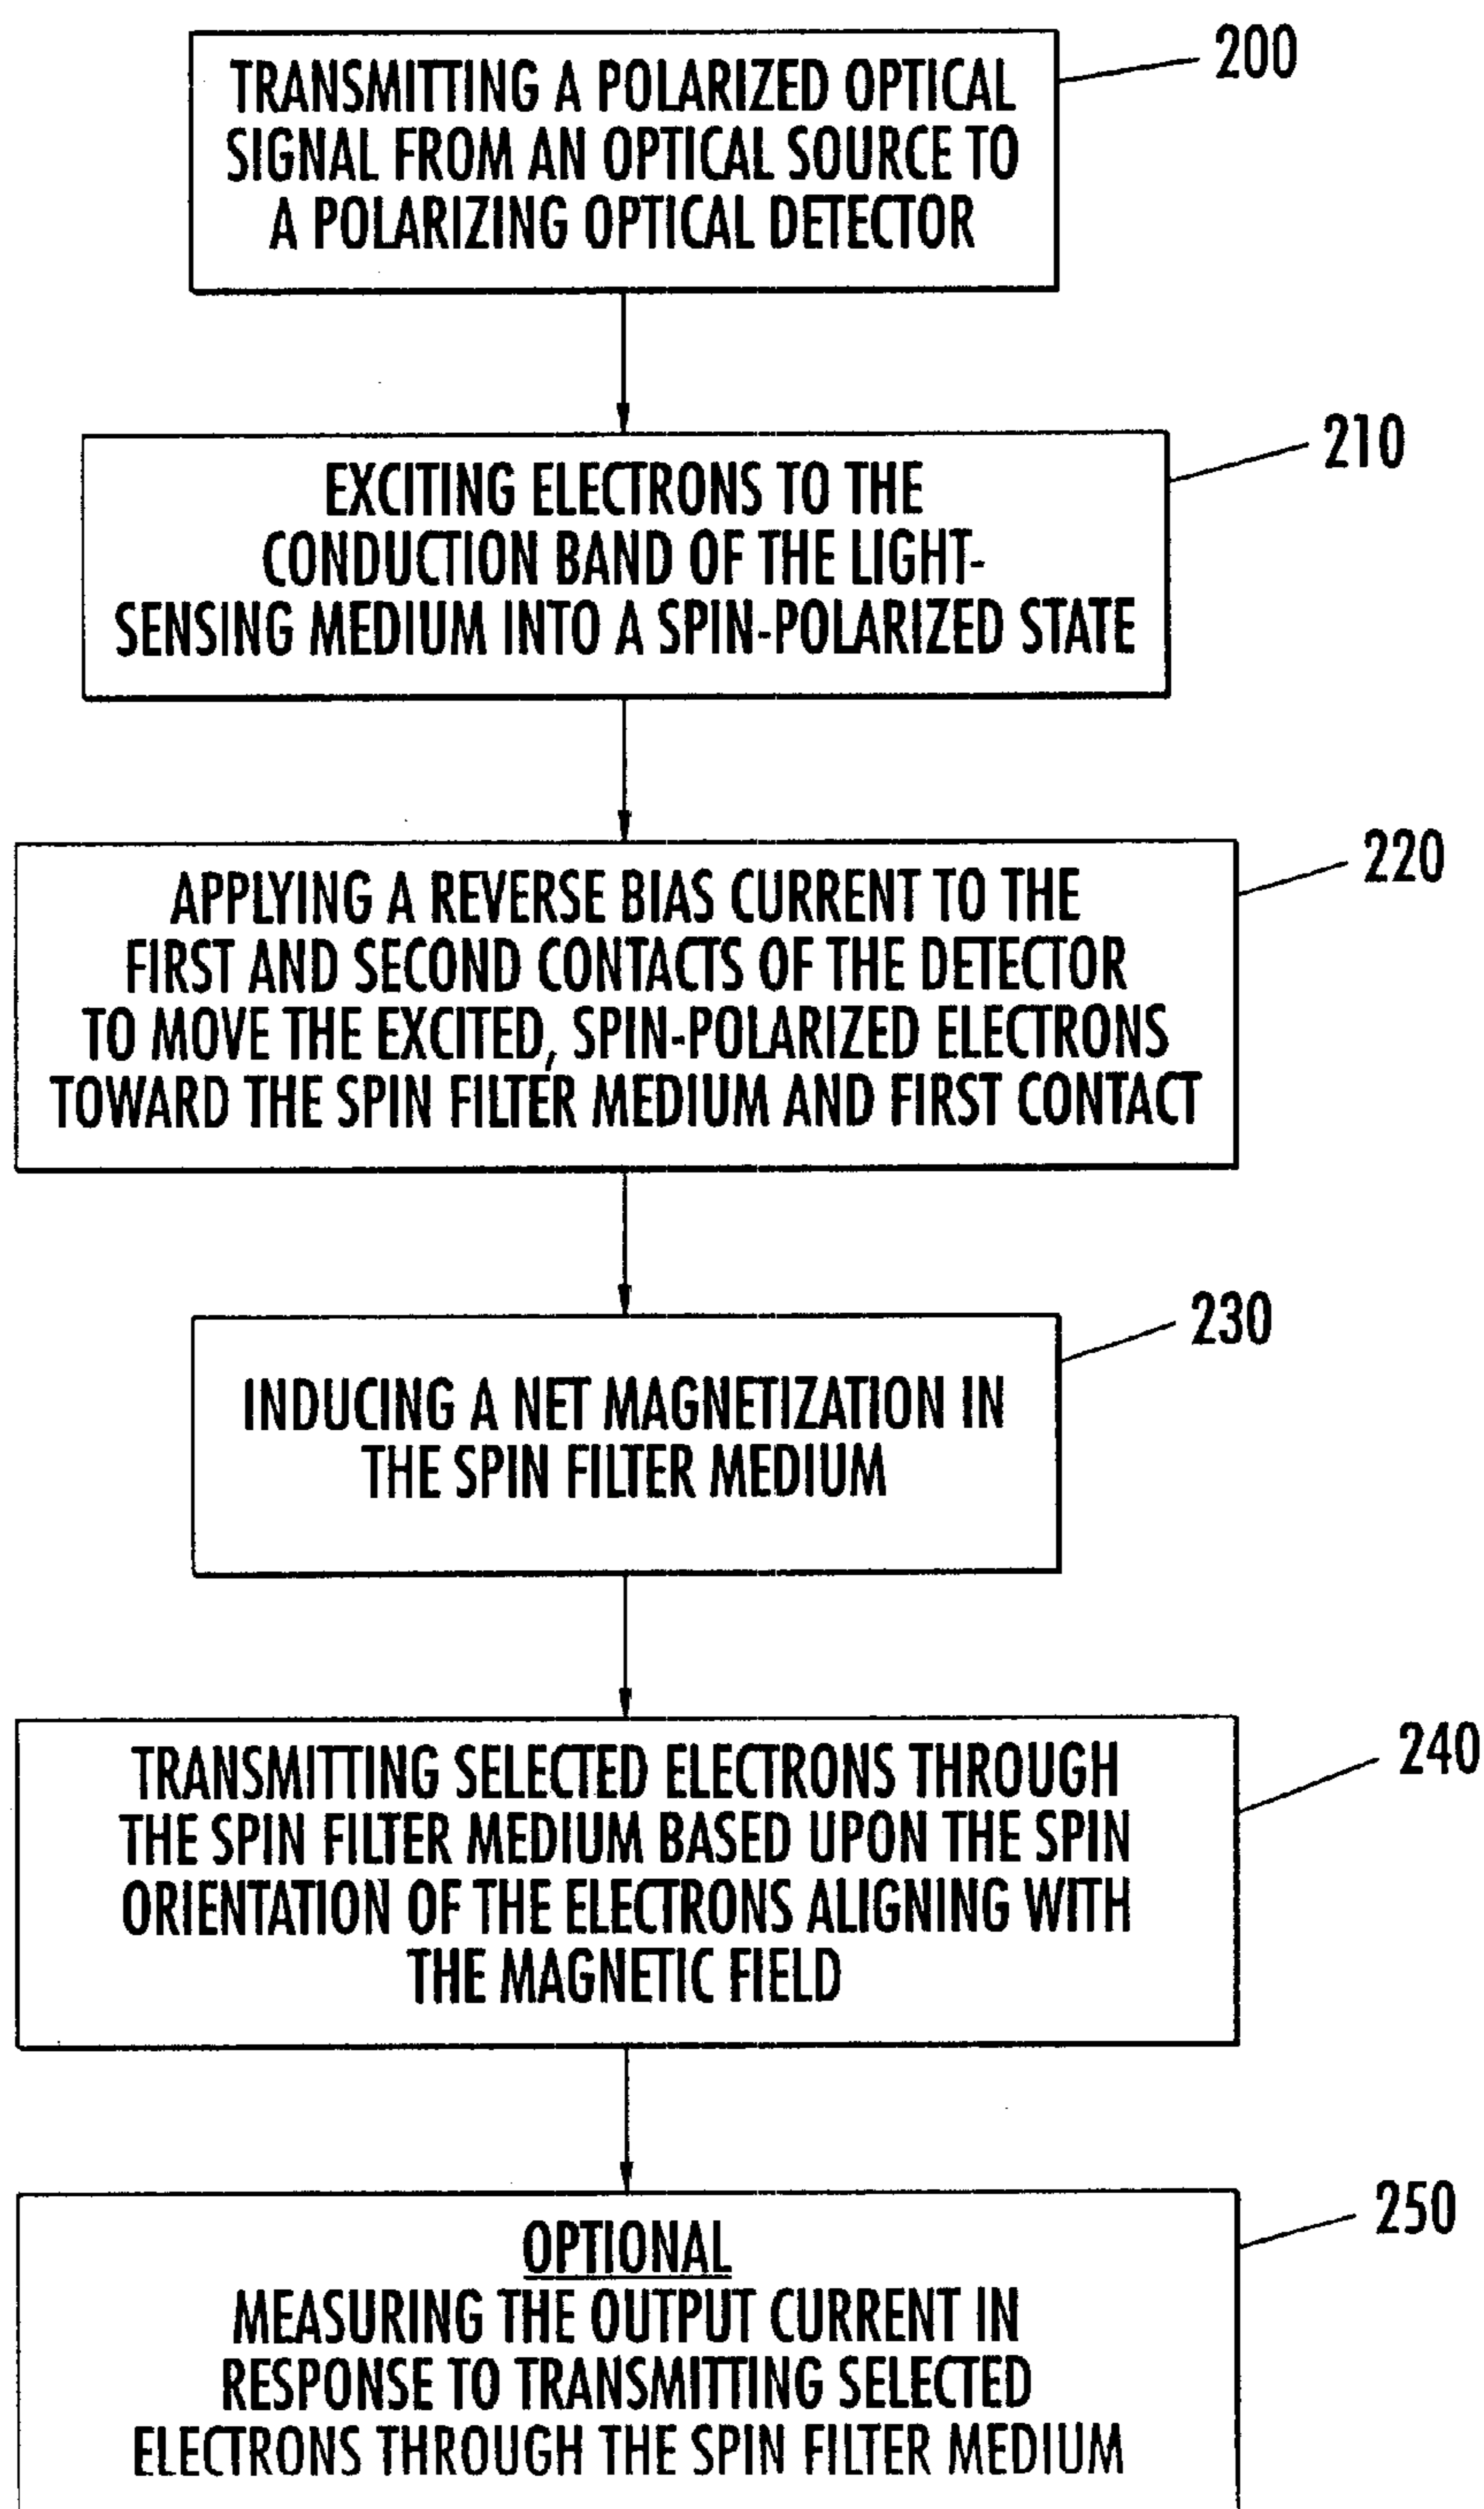 200
TRANSMITTING A POLARIZED OPTICAL
SIGNAL FROM AN OPTICAL SOURCE TO
A POLARIZING OPTICAL DETECTOR
210
EXCITING ELECTRONS TO THE
CONDUCTION BAND OF THE LIGHT-
SENSING MEDIUM INTO A SPIN-POLARIZED STATE
220
APPLYING A REVERSE BIAS CURRENT TO THE
FIRST AND SECOND CONTACTS OF THE DETECTOR
TO MOVE THE EXCITED, SPIN-POLARIZED ELECTRONS
TOWARD THE SPIN FILTER MEDIUM AND FIRST CONTACT
230
INDUCING A NET MAGNETIZATION IN
THE SPIN FILTER MEDIUM
240
TRANSMITTING SELECTED ELECTRONS THROUGH
THE SPIN FILTER MEDIUM BASED UPON THE SPIN
ORIENTATION OF THE ELECTRONS ALIGNING WITH
THE MAGNETIC FIELD
250
OPTIONAL
MEASURING THE OUTPUT CURRENT IN
RESPONSE TO TRANSMITTING SELECTED
ELECTRONS THROUGH THE SPIN FILTER MEDIUM